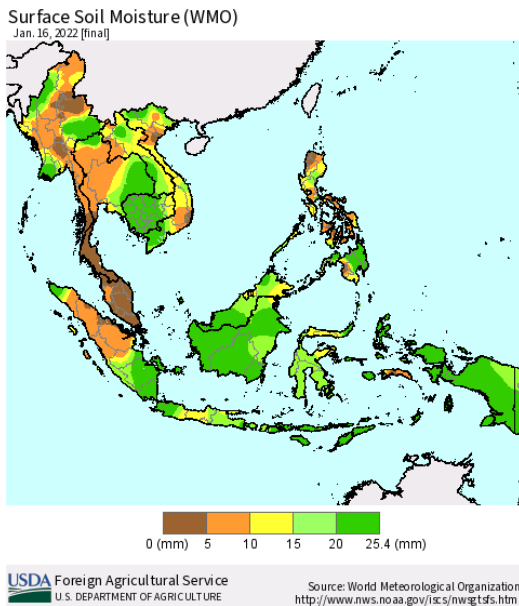 Surface Soil Moisture (WMO)
Jan. 16, 2022 [final]
0 (mm) 5 10 15 20 25.4 (mm)
USDA Foreign Agricultural Service
U.S. DEPARTMENT OF AGRICULTURE
Source: World Meteorological Organization
http://www.nws.noaa.gov/iscs/nwsgtsfs.htm